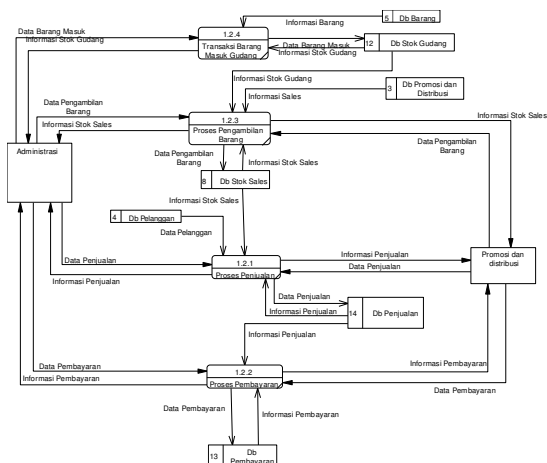 5 Db Barang
Informasi Barang
1.2.4
Transaksi Barang
Masuk Gudang
Data Barang Masuk
Informasi Stok Gudang
Data Barang Masuk
Informasi Stok Gudang
12 Db Stok Gudang
Informasi Stok Gudang
Informasi Sales
3 Db Promosi dan
Distribusi
Data Pengambilan
Barang
Informasi Stok Sales
1.2.3
Proses Pengambilan
Barang
Informasi Stok Sales
Data Pengambilan
Barang
Administrasi
Data Pengambilan
Barang
Informasi Stok Sales
8 Db Stok Sales
Informasi Stok Sales
4 Db Pelanggan
Data Pelanggan
Data Penjualan
Informasi Penjualan
1.2.1
Proses Penjualan
Informasi Penjualan
Data Penjualan
Promosi dan
distribusi
Data Penjualan
Informasi Penjualan
14 Db Penjualan
Informasi Penjualan
Data Pembayaran
Informasi Pembayaran
1.2.2
Proses Pembayaran
Informasi Pembayaran
Data Pembayaran
Data Pembayaran
Informasi Pembayaran
13 Db
Pembayaran